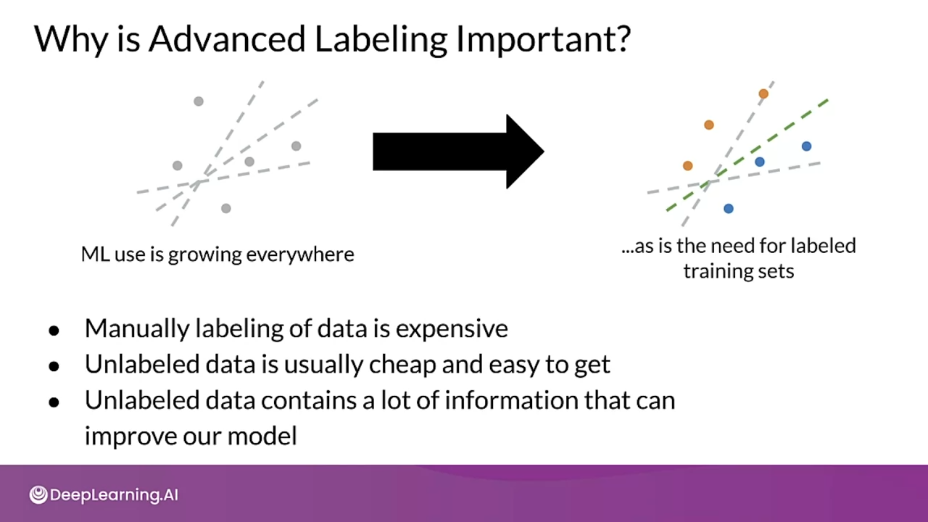 Why is Advanced Labeling Important?
ML use is growing everywhere
...as is the need for labeled
training sets
● Manually labeling of data is expensive
● Unlabeled data is usually cheap and easy to get
● Unlabeled data contains a lot of information that can
improve our model
DeepLearning.AI